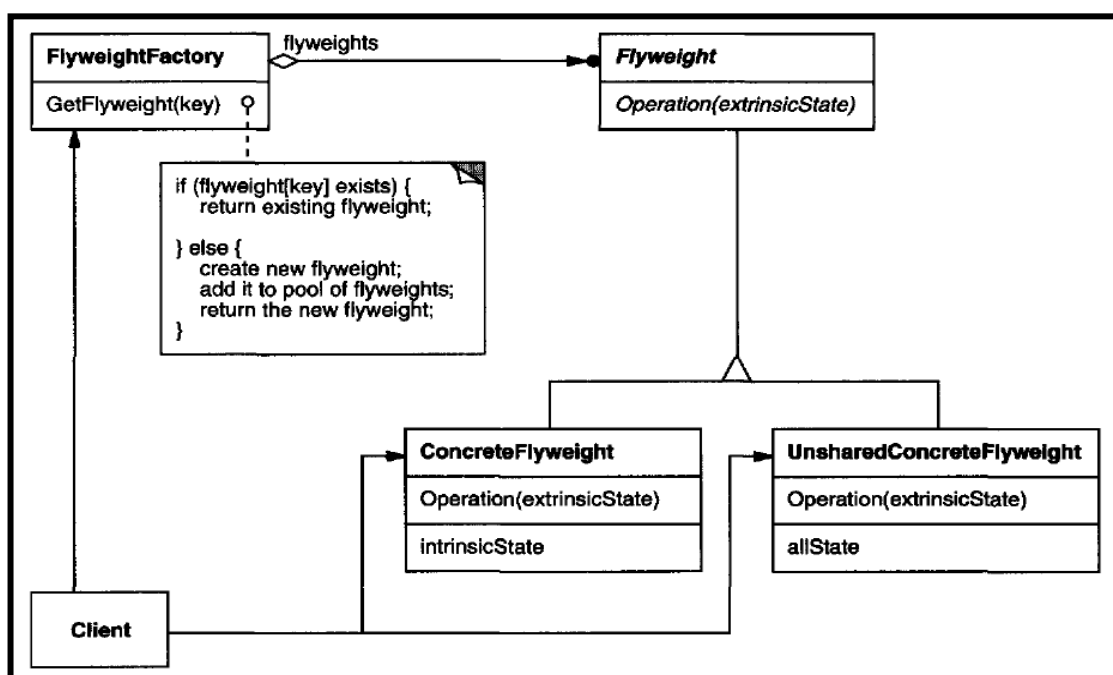 flyweights
FlyweightFactory
GetFlyweight(key)
Flyweight
Operation(extrinsicState)
if (flyweight[key] exists) {
return existing flyweight;
} else {
create new flyweight;
add it to pool of flyweights;
return the new flyweight;
}
ConcreteFlyweight
Operation(extrinsicState)
intrinsicState
UnsharedConcreteFlyweight
Operation(extrinsicState)
allState
Client